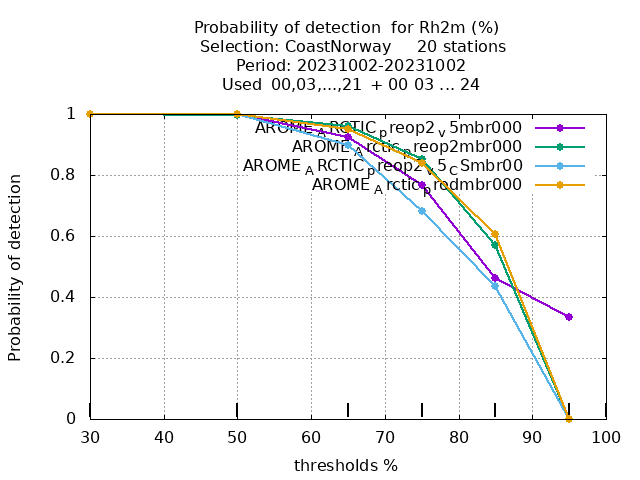 Probability of detection  for Rh2m (%)
Selection: CoastNorway     20 stations
Period: 20231002-20231002
Used  00,03,...,21  + 00 03 ... 24
AROME_ARCTIC_preop2_v5mbr000
AROME_Arctic_preop2mbr000
AROME_ARCTIC_preop2_v5_CSmbr00
AROME_Arctic_prodmbr000
Probability of detection
1
0.8
0.6
0.4
0.2
0
30 40 50 60 70 80 90 100
thresholds %